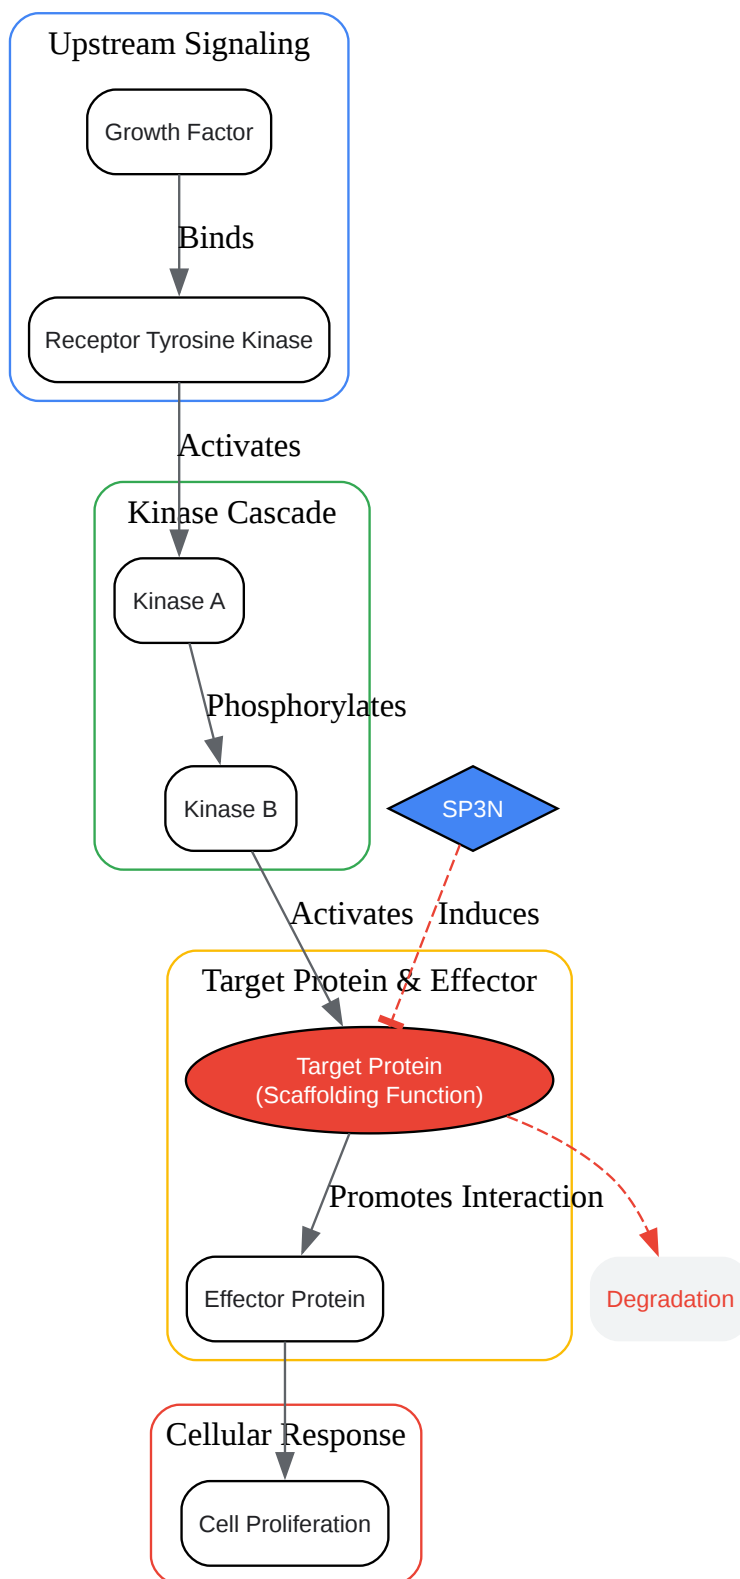 Upstream Signaling
Growth Factor
Binds
Receptor Tyrosine Kinase
Activates
Kinase Cascade
Kinase A
Phosphorylates
Kinase B
SP3N
Activates
Induces
Target Protein & Effector
Target Protein
(Scaffolding Function)
Promotes Interaction
Effector Protein
Degradation
Cellular Response
Cell Proliferation